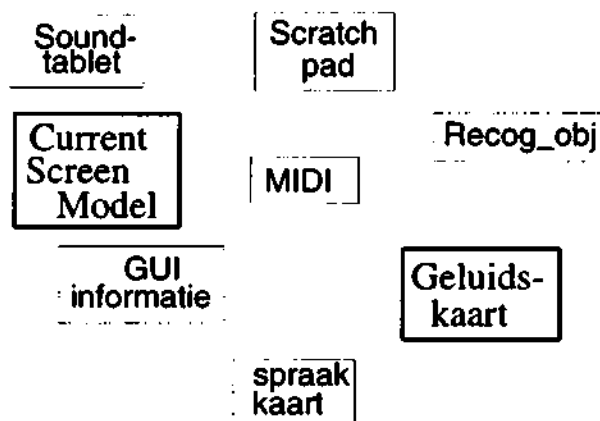 Sound-
tablet
Scratch
pad
Current
Screen
Model
Recog_obj
MIDI
GUI
informatie
Geluids-
kaart
spraak
kaart